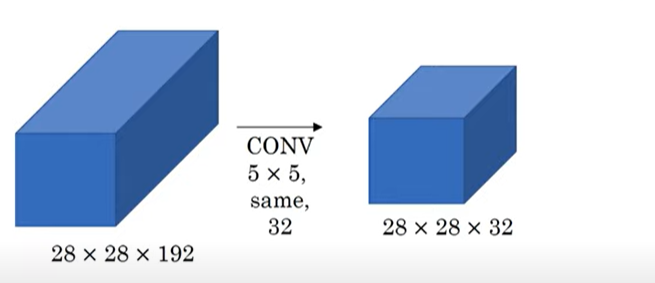 CONV
5 × 5,
same,
32
28 × 28 × 192
28 × 28 × 32